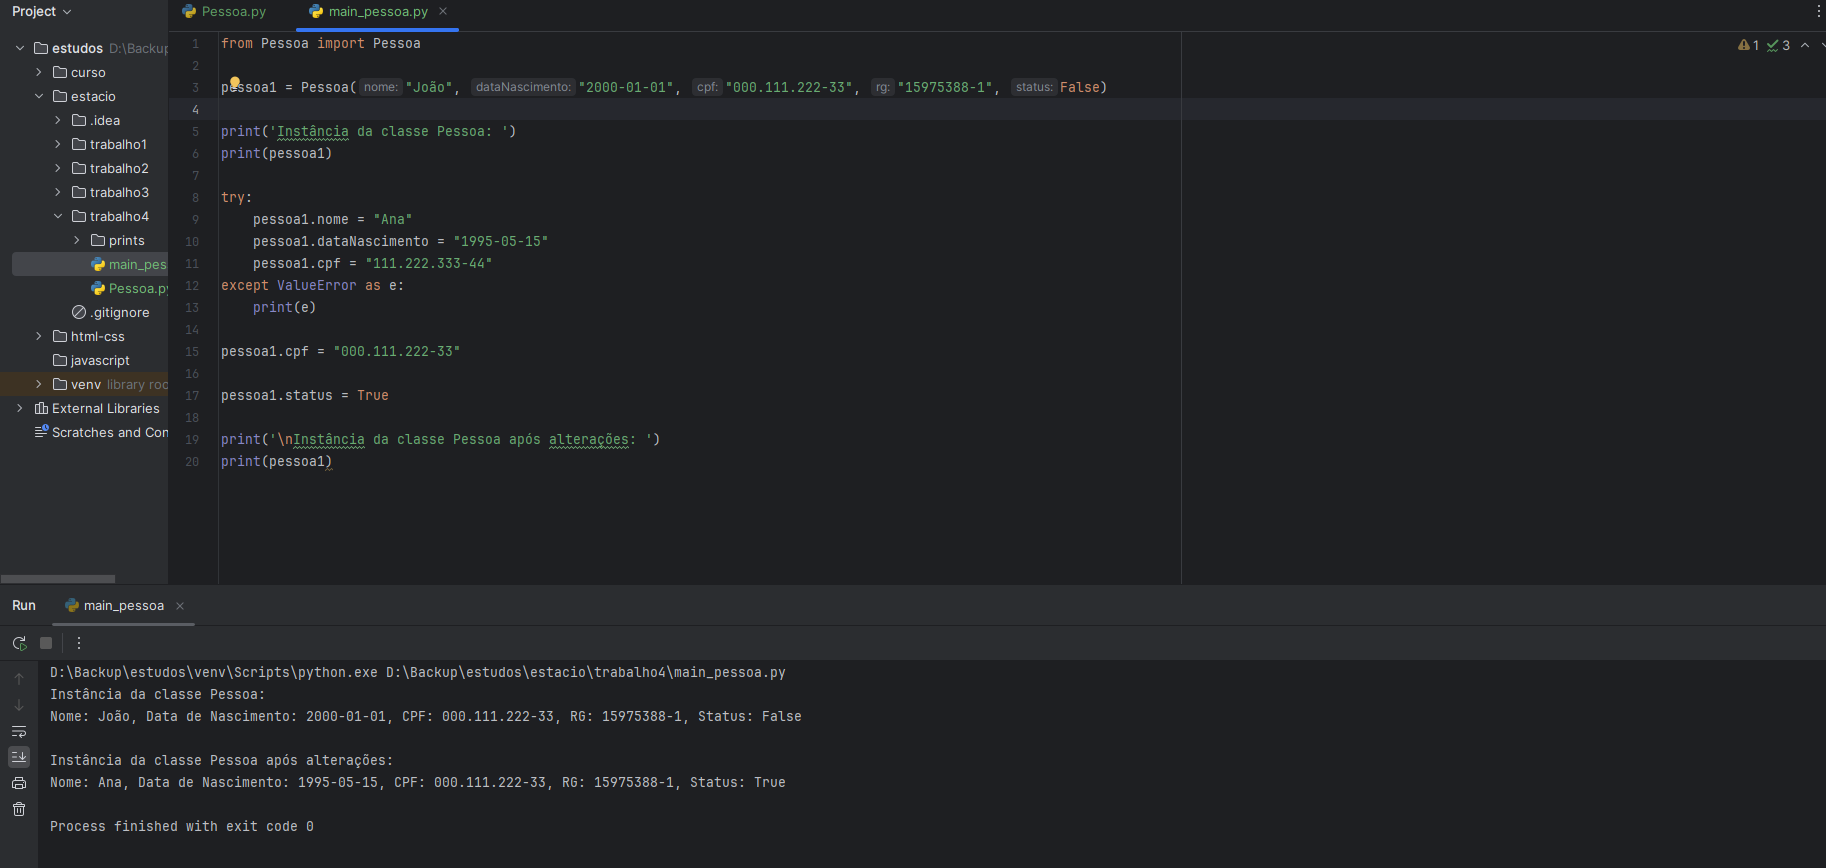 Project
Pessoa.py
main_pessoa.py
estudos D:\Backup
curso
estacio
.idea
trabalho1
trabalho2
trabalho3
trabalho4
prints
main_pes
Pessoa.py
.gitignore
html-css
javascript
venv library roo
External Libraries
Scratches and Con
1 3
1 from Pessoa import Pessoa
2
3 pessoa1 = Pessoa( nome: "João", dataNascimento: "2000-01-01", cpf: "000.111.222-33", rg: "15975388-1", status: False)
4
5 print('Instância da classe Pessoa: ')
6 print(pessoa1)
7
8 try:
9 pessoa1.nome = "Ana"
10 pessoa1.dataNascimento = "1995-05-15"
11 pessoa1.cpf = "111.222.333-44"
12 except ValueError as e:
13 print(e)
14
15 pessoa1.cpf = "000.111.222-33"
16
17 pessoa1.status = True
18
19 print('\nInstância da classe Pessoa após alterações: ')
20 print(pessoa1)
Run main_pessoa
D:\Backup\estudos\venv\Scripts\python.exe D:\Backup\estudos\estacio\trabalho4\main_pessoa.py
Instância da classe Pessoa:
Nome: João, Data de Nascimento: 2000-01-01, CPF: 000.111.222-33, RG: 15975388-1, Status: False
Instância da classe Pessoa após alterações:
Nome: Ana, Data de Nascimento: 1995-05-15, CPF: 000.111.222-33, RG: 15975388-1, Status: True
Process finished with exit code 0